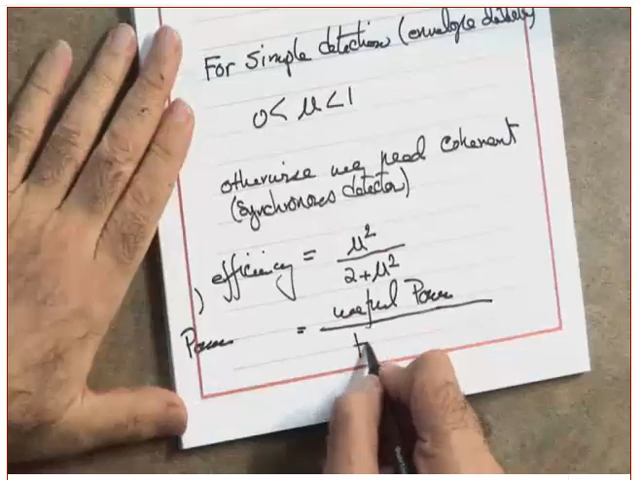 For simple detection (envelope detector)
0 < μ < 1
otherwise we need coherent
(synchronous detector)
efficiency = μ² / 2 + μ²
Power = useful Power
t